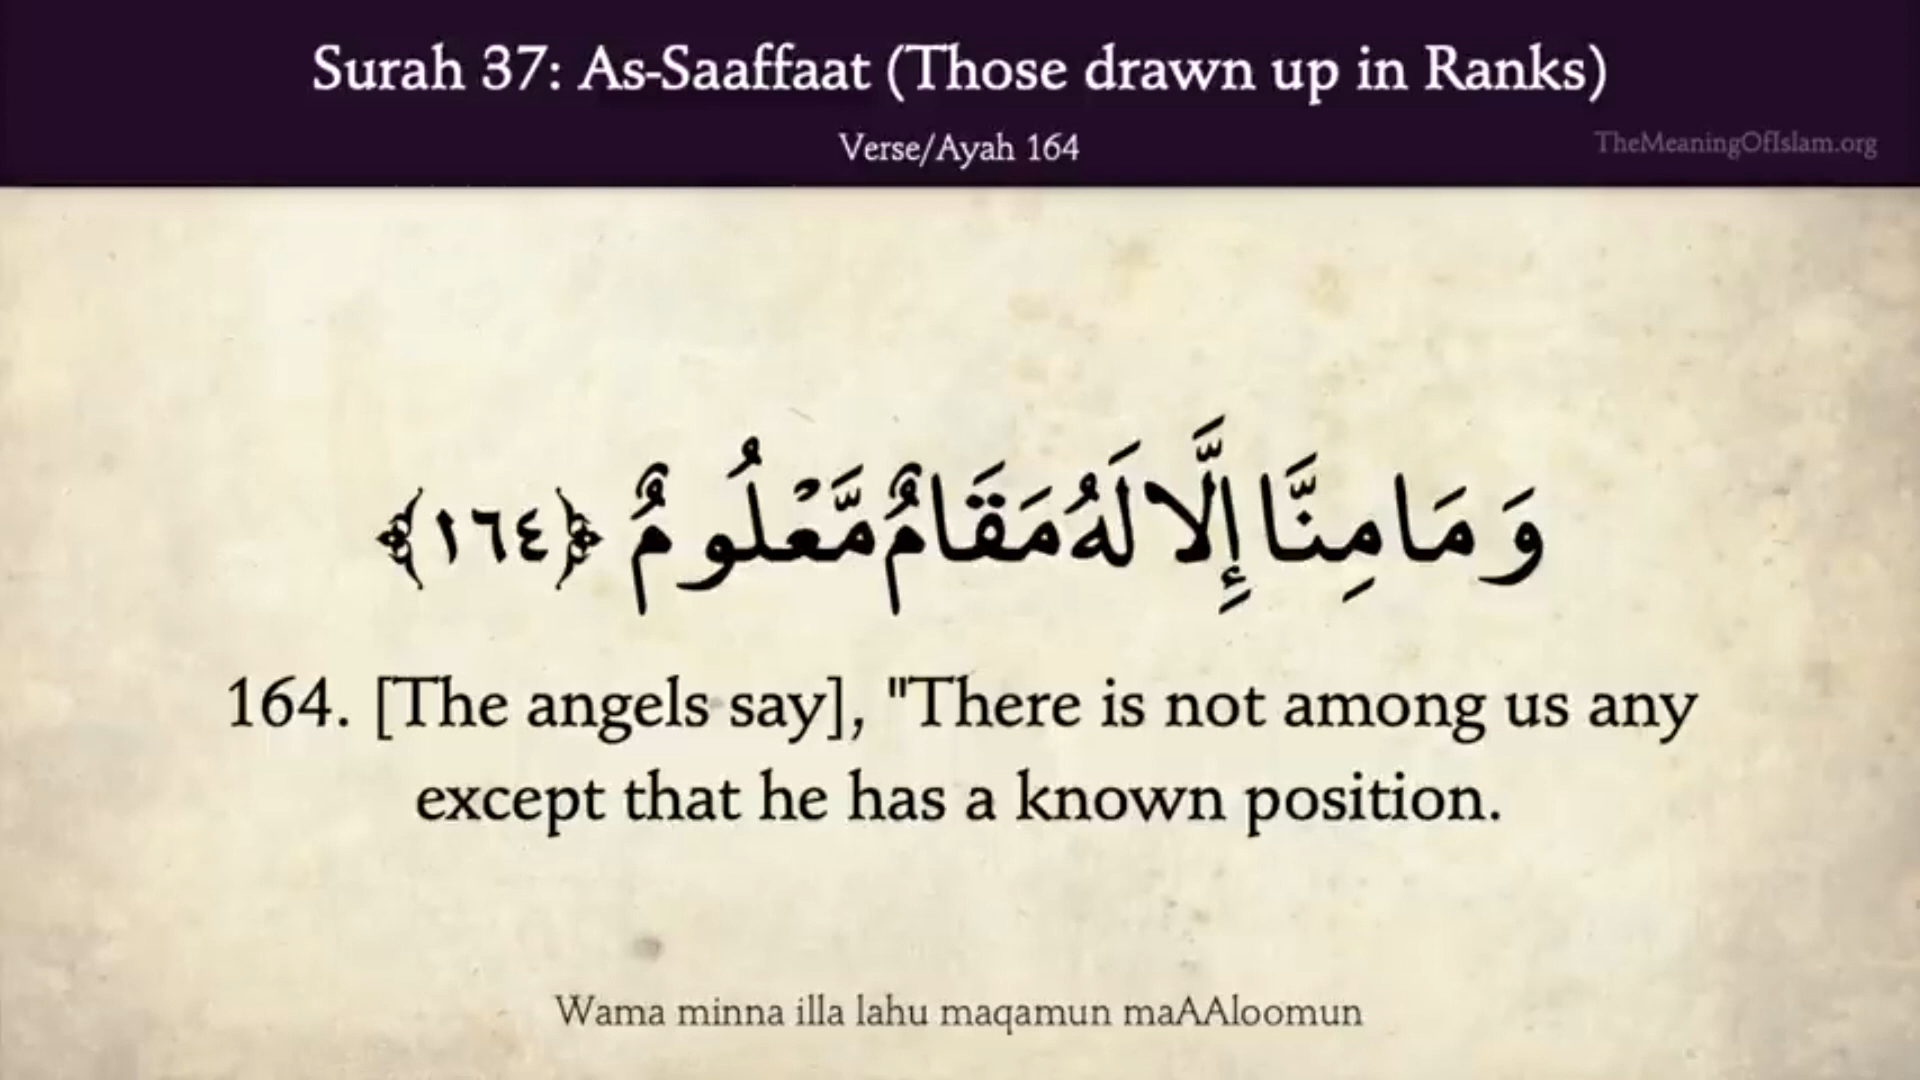 Surah 37: As-Saaffaat (Those drawn up in Ranks)
Verse/Ayah 164
TheMeaningOfIslam.org
وَمَا مِنَّا إِلَّا لَهُ مَقَامٌ مَّعْلُومٌ ﴿١٦٤﴾
164. [The angels say], "There is not among us any
except that he has a known position.
Wama minna illa lahu maqamun maAAloomun